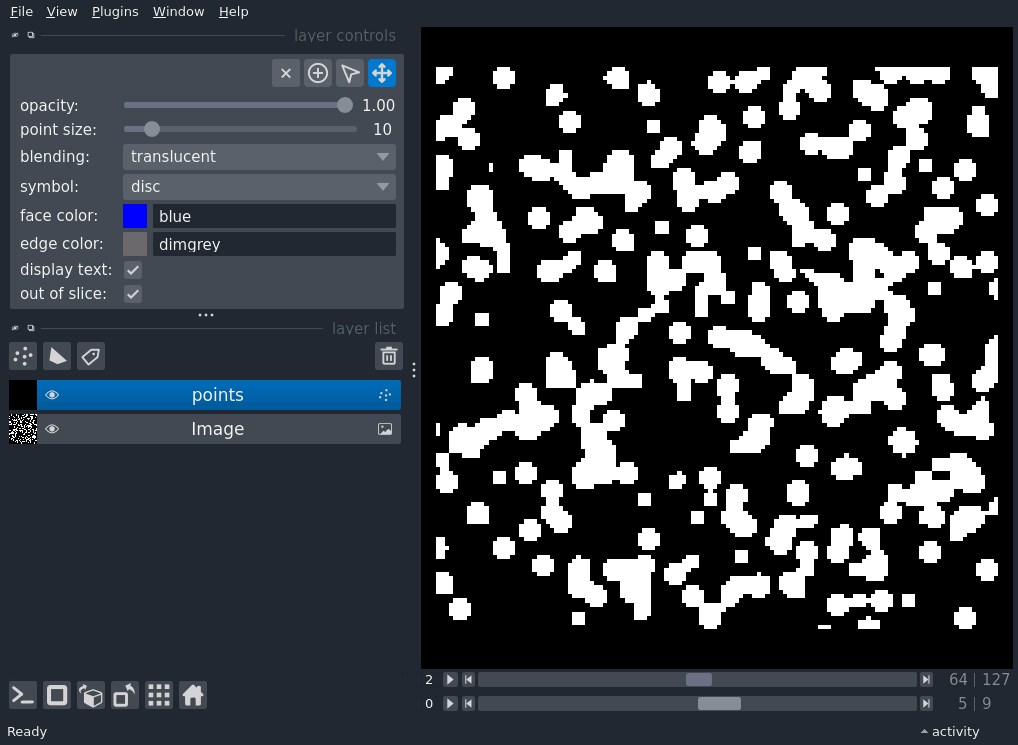 File View Plugins Window Help
layer controls
opacity: 1.00
point size: 10
blending: translucent
symbol: disc
face color: blue
edge color: dimgrey
display text:
out of slice:
layer list
points
Image
2 64 | 127
0 5 | 9
Ready activity